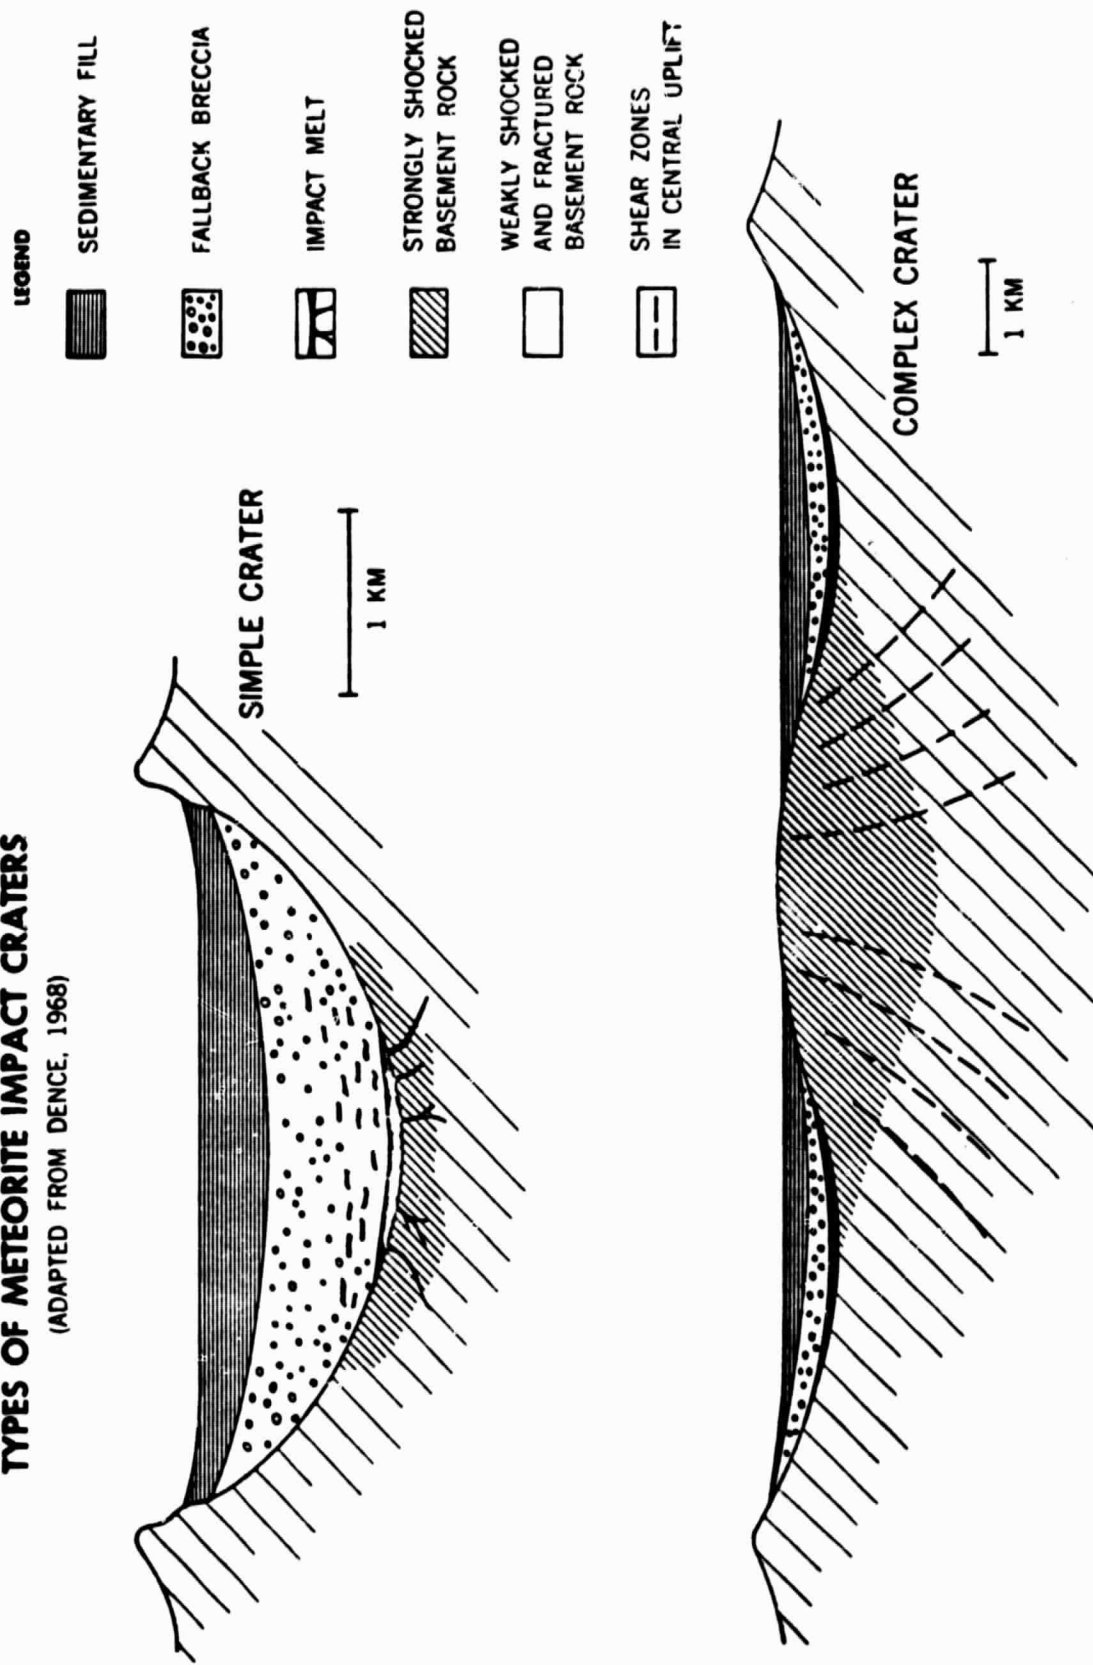 TYPES OF METEORITE IMPACT CRATERS
(ADAPTED FROM DENCE, 1968)
LEGEND
SEDIMENTARY FILL
FALLBACK BRECCIA
IMPACT MELT
STRONGLY SHOCKED
BASEMENT ROCK
WEAKLY SHOCKED
AND FRACTURED
BASEMENT ROCK
SHEAR ZONES
IN CENTRAL UPLIFT
SIMPLE CRATER
1 KM
COMPLEX CRATER
1 KM